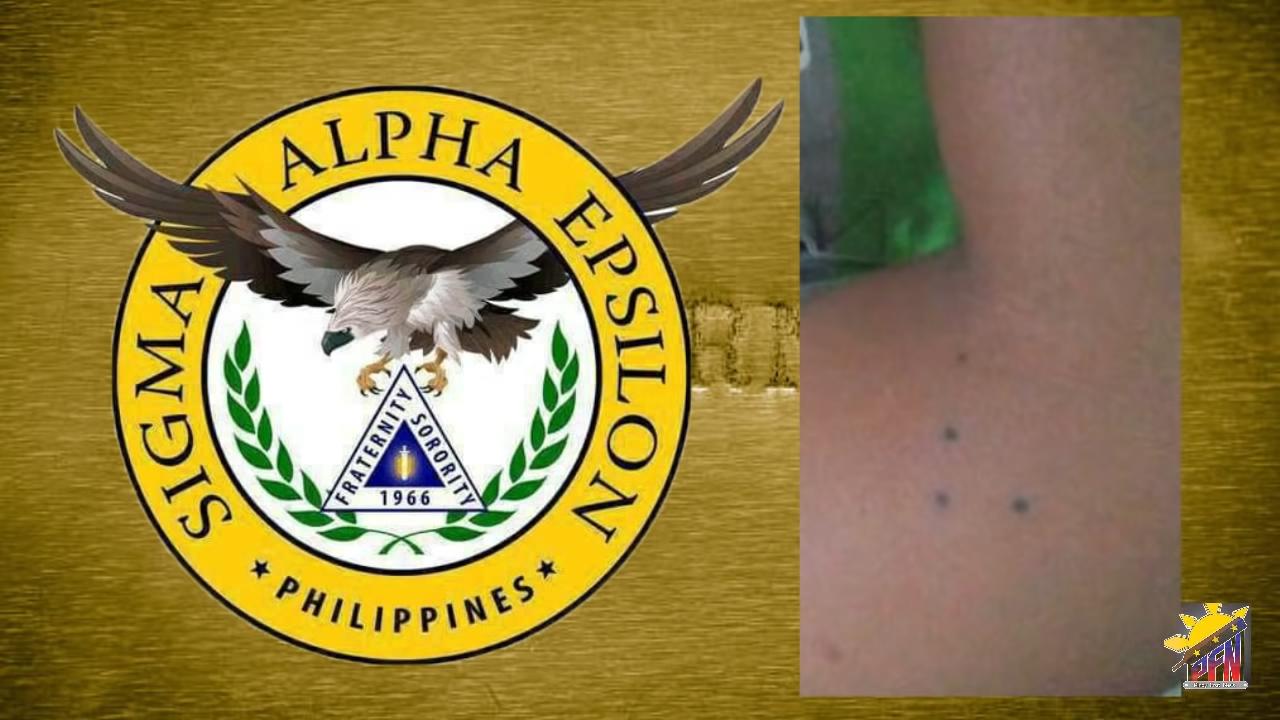 SIGMA ALPHA EPSILON
FRATERNITY
SORORITY
1966
★ PHILIPPINES ★